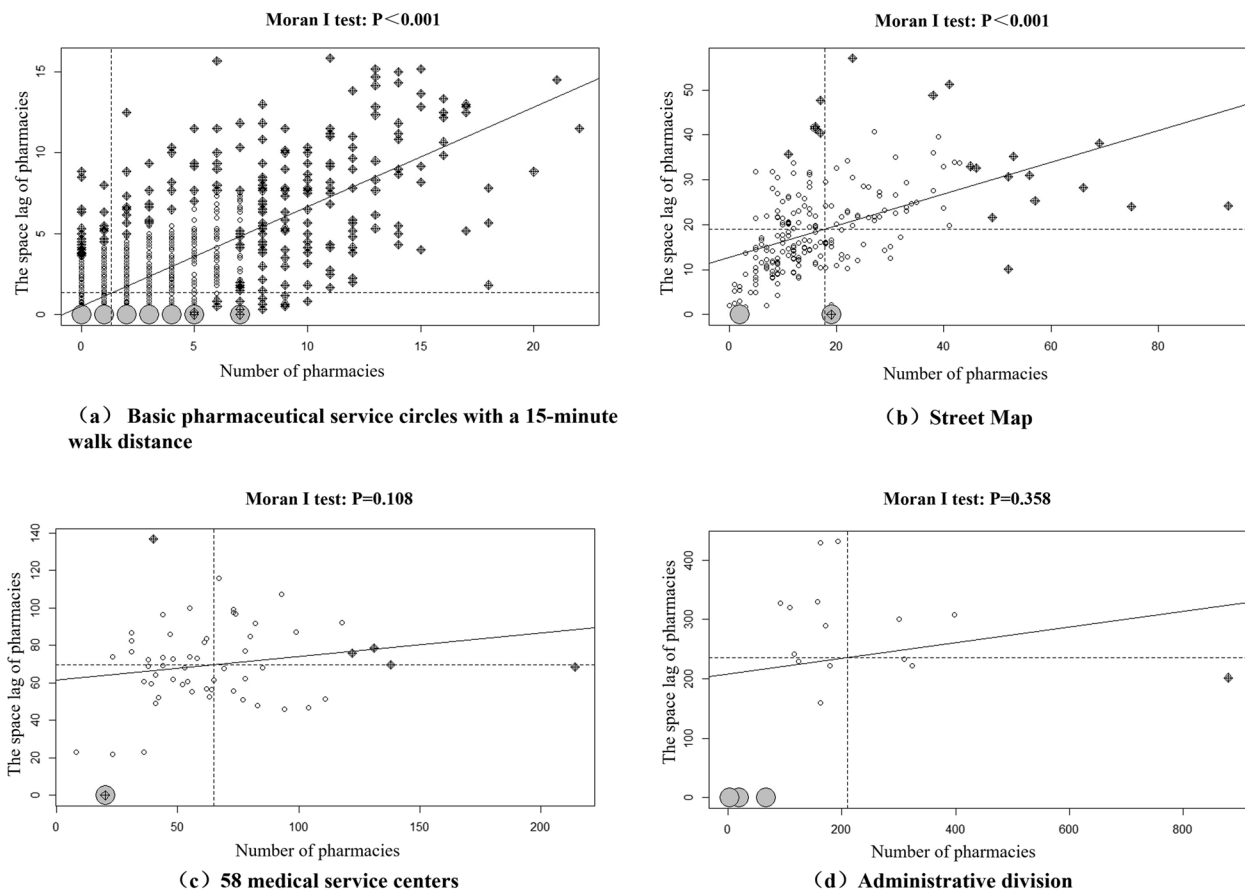 Moran I test: P＜0.001
The space lag of pharmacies
15
10
5
0
0
5
10
15
20
Number of pharmacies
（a） Basic pharmaceutical service circles with a 15-minute
walk distance
Moran I test: P＜0.001
The space lag of pharmacies
60
50
40
30
20
10
0
0
20
40
60
80
Number of pharmacies
（b）Street Map
Moran I test: P=0.108
The space lag of pharmacies
140
120
100
80
60
40
20
0
0
50
100
150
200
Number of pharmacies
（c）58 medical service centers
Moran I test: P=0.358
The space lag of pharmacies
400
300
200
100
0
0
200
400
600
800
Number of pharmacies
（d）Administrative division